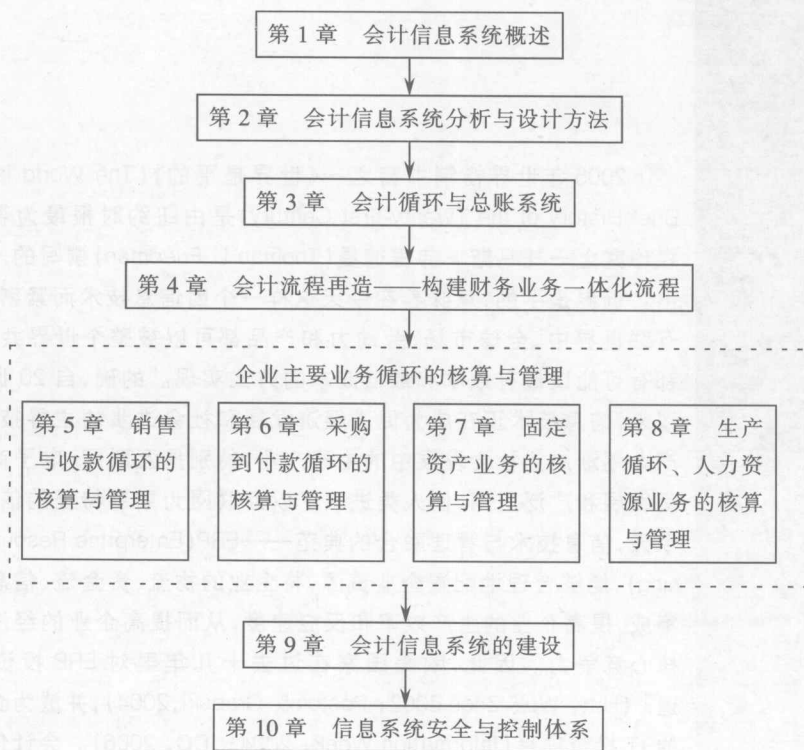 第 1 章 会计信息系统概述
第 2 章 会计信息系统分析与设计方法
第 3 章 会计循环与总账系统
第 4 章 会计流程再造——构建财务业务一体化流程
企业主要业务循环的核算与管理
第 5 章 销售
与收款循环的
核算与管理
第 6 章 采购
到付款循环的
核算与管理
第 7 章 固定
资产业务的核
算与管理
第 8 章 生产
循环、人力资
源业务的核算
与管理
第 9 章 会计信息系统的建设
第 10 章 信息系统安全与控制体系